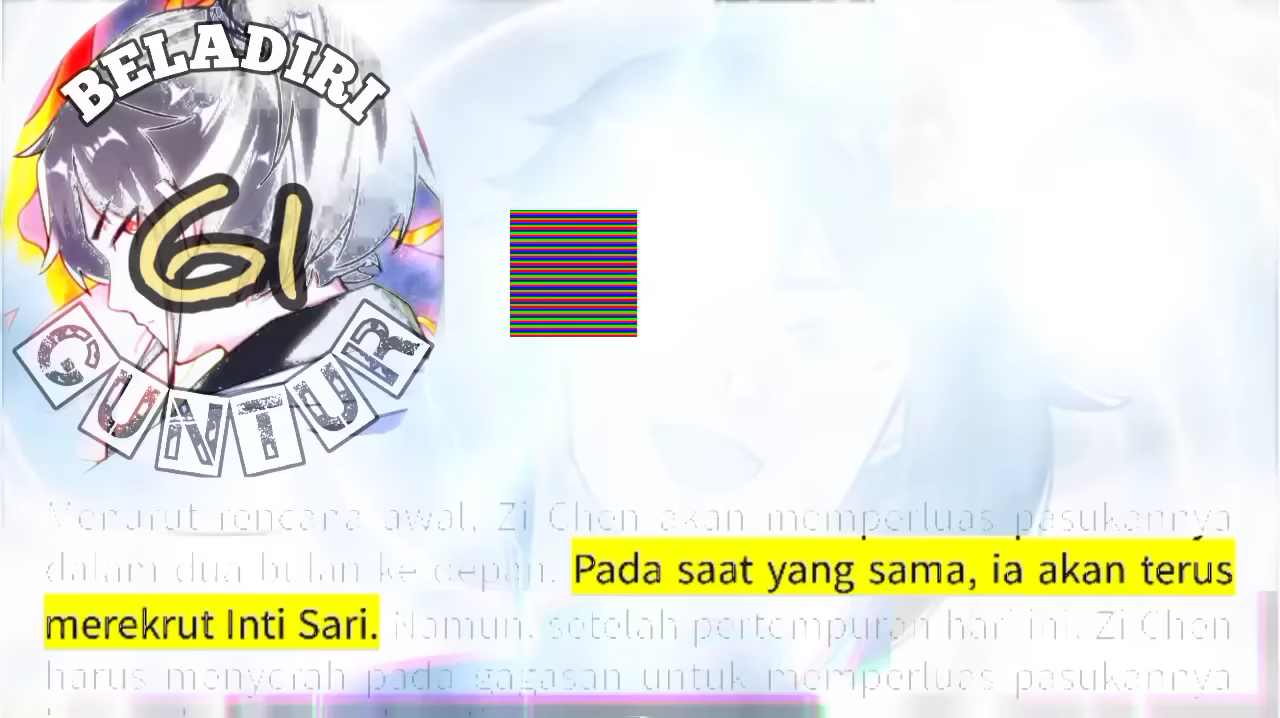 BELADIRI
61
GUNTUR
Menurut rencana awal, Zi Chen akan memperluas pasukannya
dalam dua bulan ke depan. Pada saat yang sama, ia akan terus
merekrut Inti Sari. Namun, setelah pertempuran hari ini, Zi Chen
harus menyerah pada gagasan untuk memperluas pasukannya